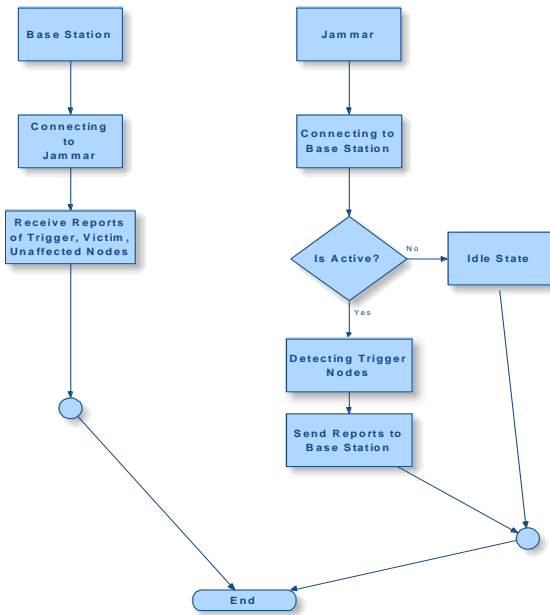 Base Station
Connecting
to
Jammar
Receive Reports
of Trigger, Victim,
Unaffected Nodes
Jammar
Connecting to
Base Station
Is Active?
No
Idle State
Yes
Detecting Trigger
Nodes
Send Reports to
Base Station
End